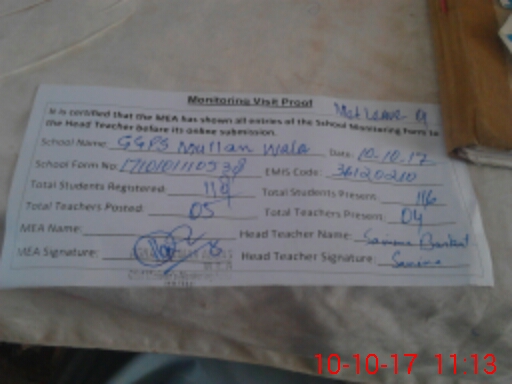 Monitoring Visit Proof
It is certified that the MEA has shown all entries of the School Monitoring Form to
the Head Teacher before its online submission.
School Name: GGPS Mullan Wala Date: 10-10-17
School Form No: EMIS Code: 36120210
Total Students Registered: 119 Total Students Present: 116
Total Teachers Posted: 05 Total Teachers Present: 04
MEA Name: Head Teacher Name:
MEA Signature: Head Teacher Signature:
10-10-17 11:13